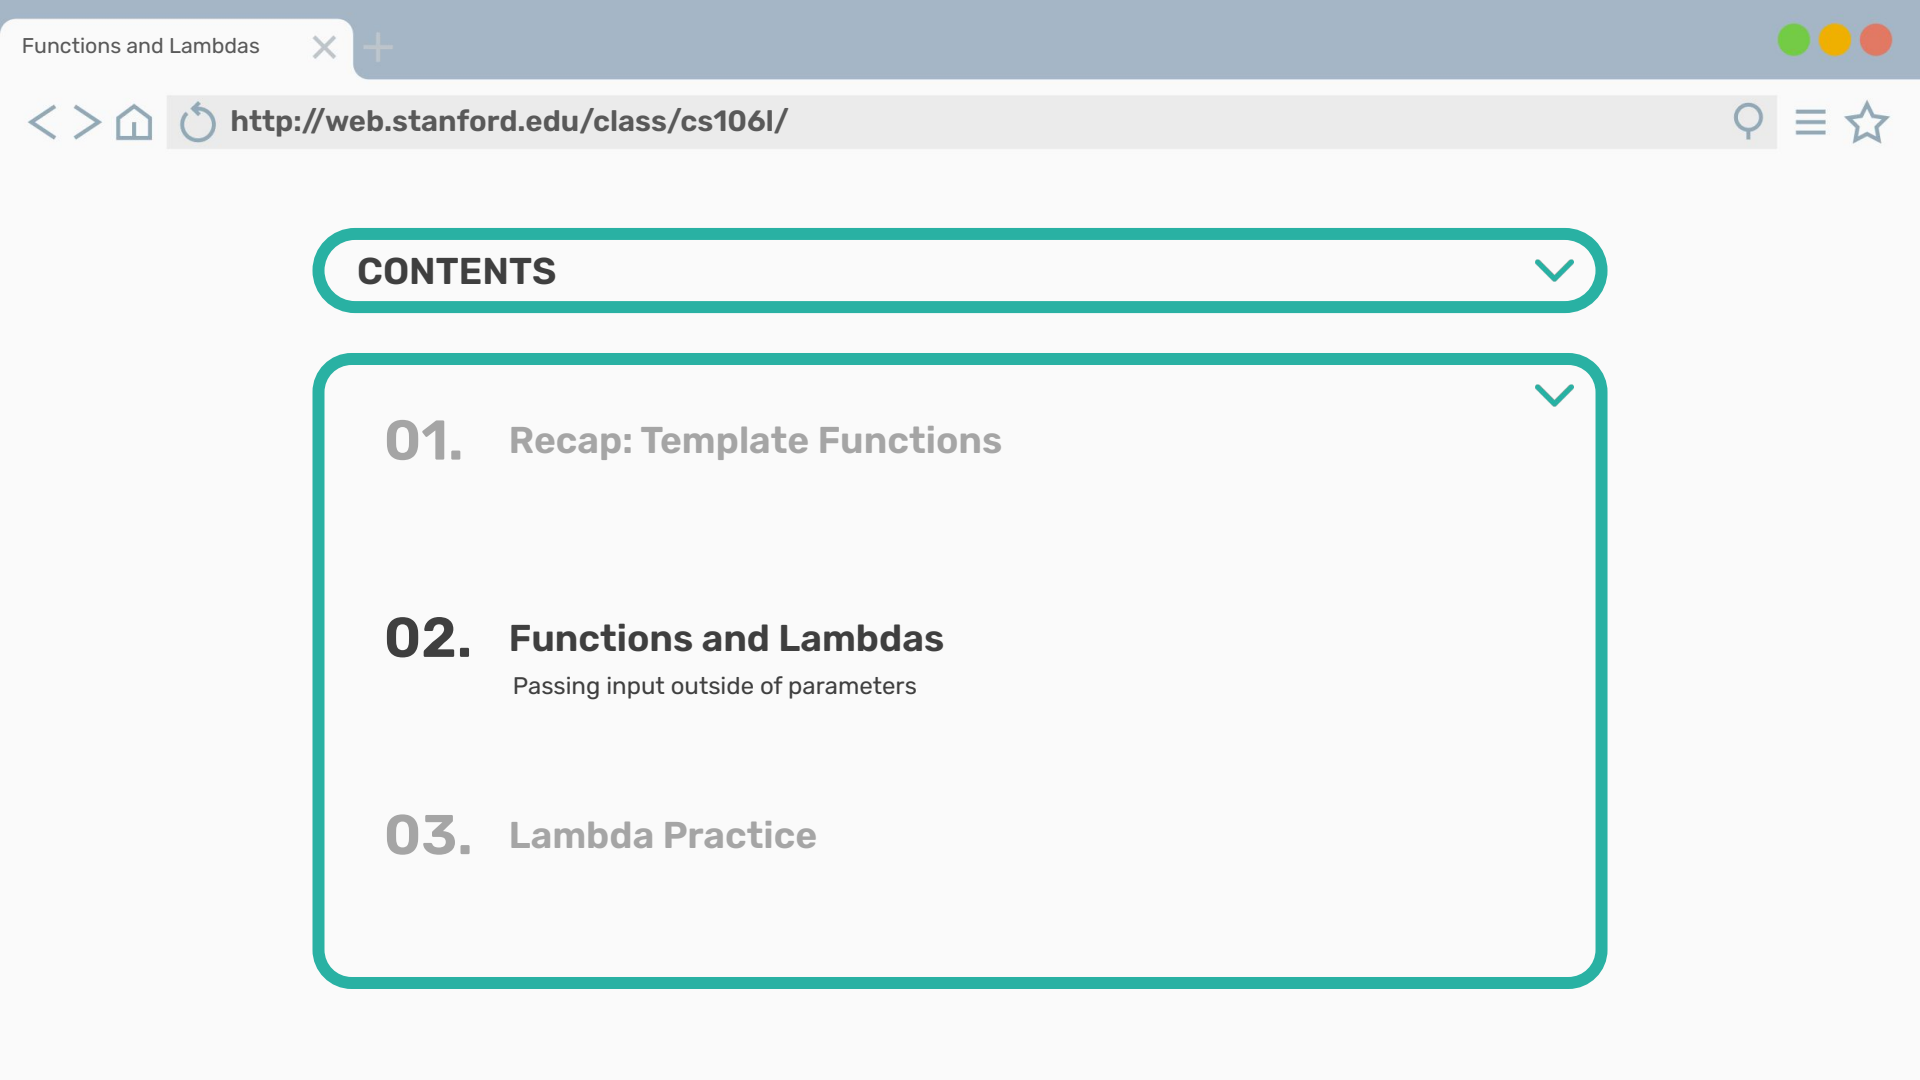 Functions and Lambdas
http://web.stanford.edu/class/cs106l/
CONTENTS
01. Recap: Template Functions
02. Functions and Lambdas
Passing input outside of parameters
03. Lambda Practice